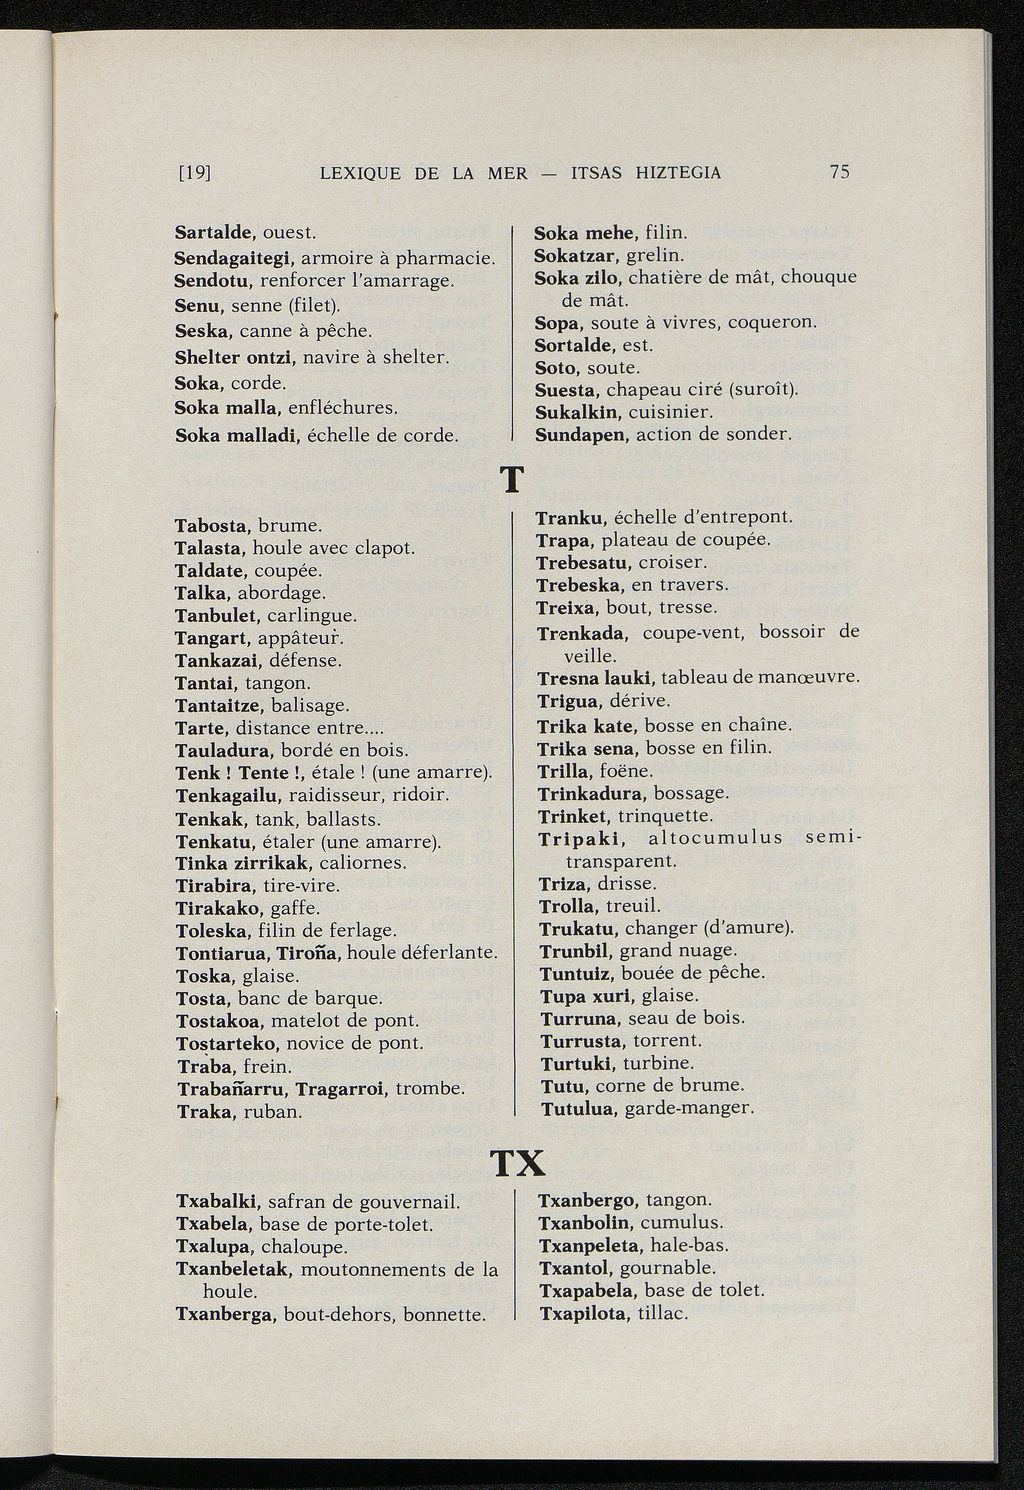 [19] LEXIQUE DE LA MER — ITSAS HIZTEGIA 75
Sartalde, ouest.
Sendagaitegi, armoire à pharmacie.
Sendotu, renforcer l'amarrage.
Senu, senne (filet).
Seska, canne à pêche.
Shelter ontzi, navire à shelter.
Soka, corde.
Soka malla, enfléchures.
Soka malladi, échelle de corde.
Soka mehe, filin.
Sokatzar, grelin.
Soka zilo, chatière de mât, chouque
de mât.
Sopa, soute à vivres, coqueron.
Sortalde, est.
Soto, soute.
Suesta, chapeau ciré (suroît).
Sukalkin, cuisinier.
Sundapen, action de sonder.
T
Tabosta, brume.
Talasta, houle avec clapot.
Taldate, coupée.
Talka, abordage.
Tanbulet, carlingue.
Tangart, appâteur.
Tankazai, défense.
Tantai, tangon.
Tantaitze, balisage.
Tarte, distance entre....
Tauladura, bordé en bois.
Tenk ! Tente !, étale ! (une amarre).
Tenkagailu, raidisseur, ridoir.
Tenkak, tank, ballasts.
Tenkatu, étaler (une amarre).
Tinka zirrikak, caliornes.
Tirabira, tire-vire.
Tirakako, gaffe.
Toleska, filin de ferlage.
Tontiarua, Tiroña, houle déferlante.
Toska, glaise.
Tosta, banc de barque.
Tostakoa, matelot de pont.
Tostarteko, novice de pont.
Traba, frein.
Trabañarru, Tragarroi, trombe.
Traka, ruban.
Tranku, échelle d'entrepont.
Trapa, plateau de coupée.
Trebesatu, croiser.
Trebeska, en travers.
Treixa, bout, tresse.
Trenkada, coupe-vent, bossoir de
veille.
Tresna lauki, tableau de manœuvre.
Trigua, dérive.
Trika kate, bosse en chaîne.
Trika sena, bosse en filin.
Trilla, foëne.
Trinkadura, bossage.
Trinket, trinquette.
Tripaki, altocumulus semi-
transparent.
Triza, drisse.
Trolla, treuil.
Trukatu, changer (d'amure).
Trunbil, grand nuage.
Tuntuiz, bouée de pêche.
Tupa xuri, glaise.
Turruna, seau de bois.
Turrusta, torrent.
Turtuki, turbine.
Tutu, corne de brume.
Tutulua, garde-manger.
TX
Txabalki, safran de gouvernail.
Txabela, base de porte-tolet.
Txalupa, chaloupe.
Txanbeletak, moutonnements de la
houle.
Txanberga, bout-dehors, bonnette.
Txanbergo, tangon.
Txanbolin, cumulus.
Txanpeleta, hale-bas.
Txantol, gournable.
Txapabela, base de tolet.
Txapilota, tillac.